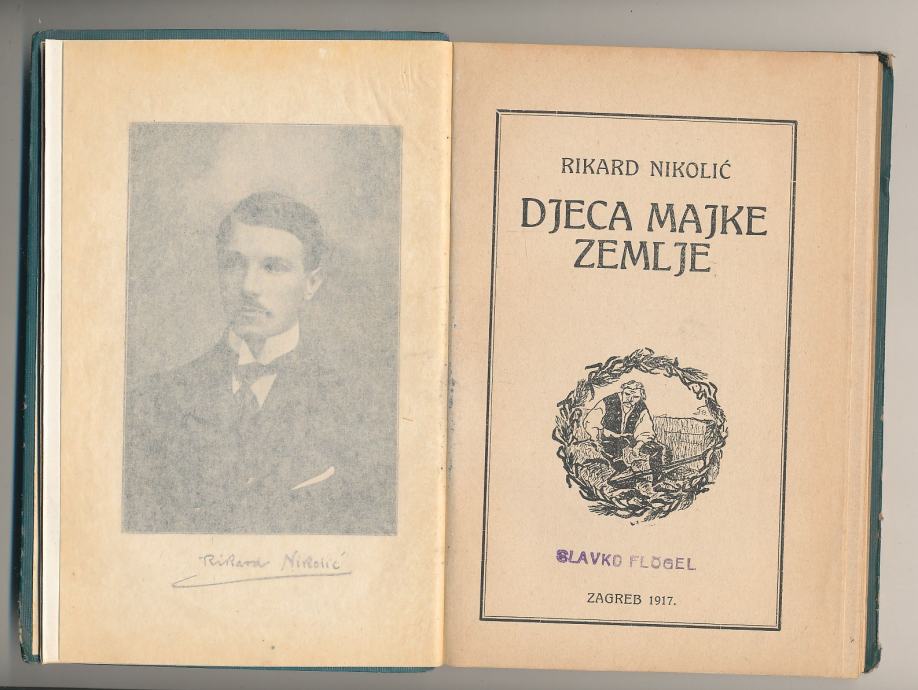 Rikard Nikolić
RIKARD NIKOLIĆ
DJECA MAJKE
ZEMLJE
SLAVKO FLÖGEL
ZAGREB 1917.